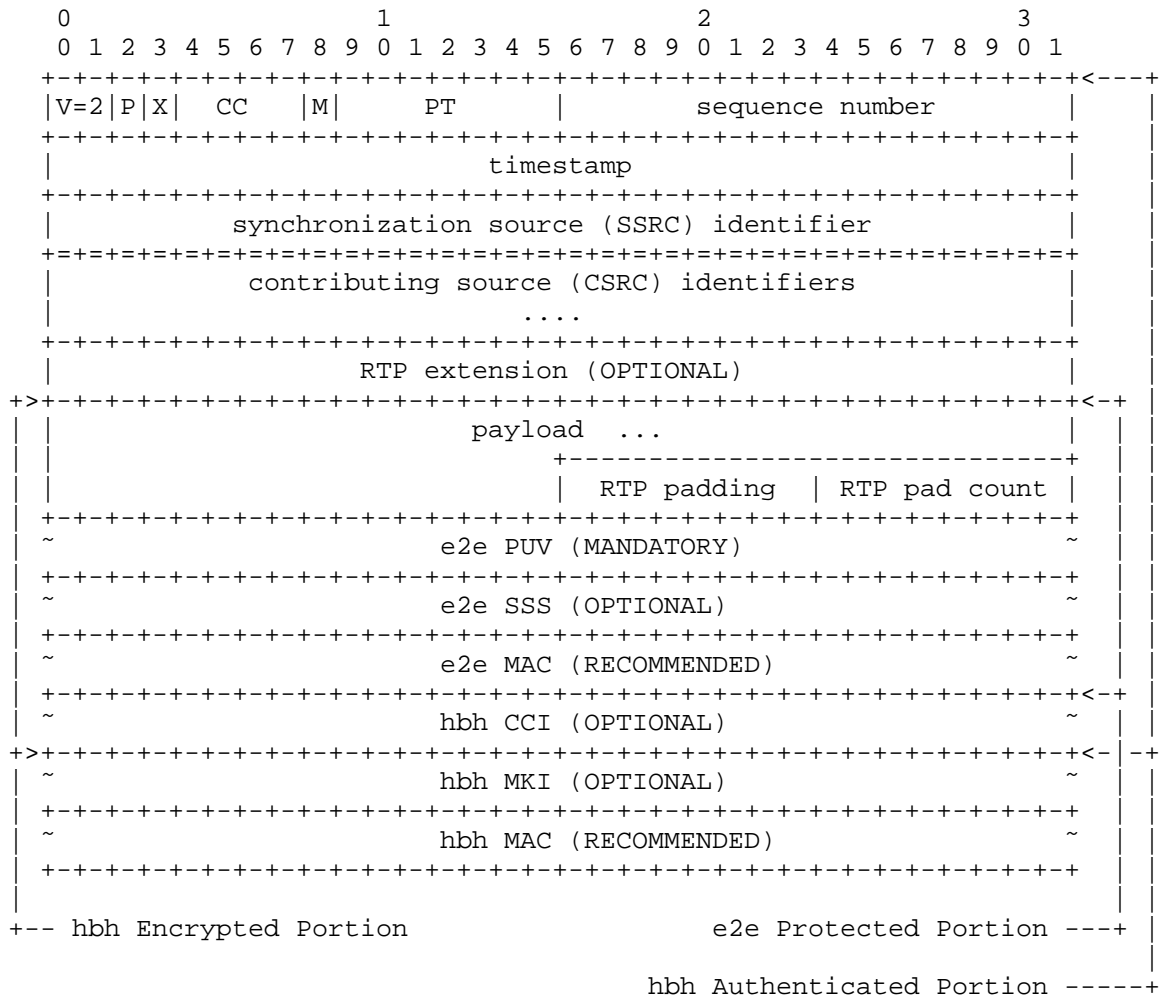 0 1 2 3
0 1 2 3 4 5 6 7 8 9 0 1 2 3 4 5 6 7 8 9 0 1 2 3 4 5 6 7 8 9 0 1
+-+-+-+-+-+-+-+-+-+-+-+-+-+-+-+-+-+-+-+-+-+-+-+-+-+-+-+-+-+-+-+-+<---+
|V=2|P|X| CC |M| PT | sequence number | |
+-+-+-+-+-+-+-+-+-+-+-+-+-+-+-+-+-+-+-+-+-+-+-+-+-+-+-+-+-+-+-+-+ |
| timestamp | |
+-+-+-+-+-+-+-+-+-+-+-+-+-+-+-+-+-+-+-+-+-+-+-+-+-+-+-+-+-+-+-+-+ |
| synchronization source (SSRC) identifier | |
+=+=+=+=+=+=+=+=+=+=+=+=+=+=+=+=+=+=+=+=+=+=+=+=+=+=+=+=+=+=+=+=+ |
| contributing source (CSRC) identifiers | |
| .... | |
+-+-+-+-+-+-+-+-+-+-+-+-+-+-+-+-+-+-+-+-+-+-+-+-+-+-+-+-+-+-+-+-+ |
| RTP extension (OPTIONAL) | |
+>+-+-+-+-+-+-+-+-+-+-+-+-+-+-+-+-+-+-+-+-+-+-+-+-+-+-+-+-+-+-+-+-+<-+ |
| | payload ... | | |
| | +-------------------------------+ | |
| | | RTP padding | RTP pad count | | |
| +-+-+-+-+-+-+-+-+-+-+-+-+-+-+-+-+-+-+-+-+-+-+-+-+-+-+-+-+-+-+-+-+ | |
| ~ e2e PUV (MANDATORY) ~ | |
| +-+-+-+-+-+-+-+-+-+-+-+-+-+-+-+-+-+-+-+-+-+-+-+-+-+-+-+-+-+-+-+-+ | |
| ~ e2e SSS (OPTIONAL) ~ | |
| +-+-+-+-+-+-+-+-+-+-+-+-+-+-+-+-+-+-+-+-+-+-+-+-+-+-+-+-+-+-+-+-+ | |
| ~ e2e MAC (RECOMMENDED) ~ | |
| +-+-+-+-+-+-+-+-+-+-+-+-+-+-+-+-+-+-+-+-+-+-+-+-+-+-+-+-+-+-+-+-+<-+ |
| ~ hbh CCI (OPTIONAL) ~ | |
+>+-+-+-+-+-+-+-+-+-+-+-+-+-+-+-+-+-+-+-+-+-+-+-+-+-+-+-+-+-+-+-+-+<-|-+
| ~ hbh MKI (OPTIONAL) ~ | |
| +-+-+-+-+-+-+-+-+-+-+-+-+-+-+-+-+-+-+-+-+-+-+-+-+-+-+-+-+-+-+-+-+ | |
| ~ hbh MAC (RECOMMENDED) ~ | |
| +-+-+-+-+-+-+-+-+-+-+-+-+-+-+-+-+-+-+-+-+-+-+-+-+-+-+-+-+-+-+-+-+ | |
| | |
+-- hbh Encrypted Portion e2e Protected Portion ---+ |
|
hbh Authenticated Portion -----+